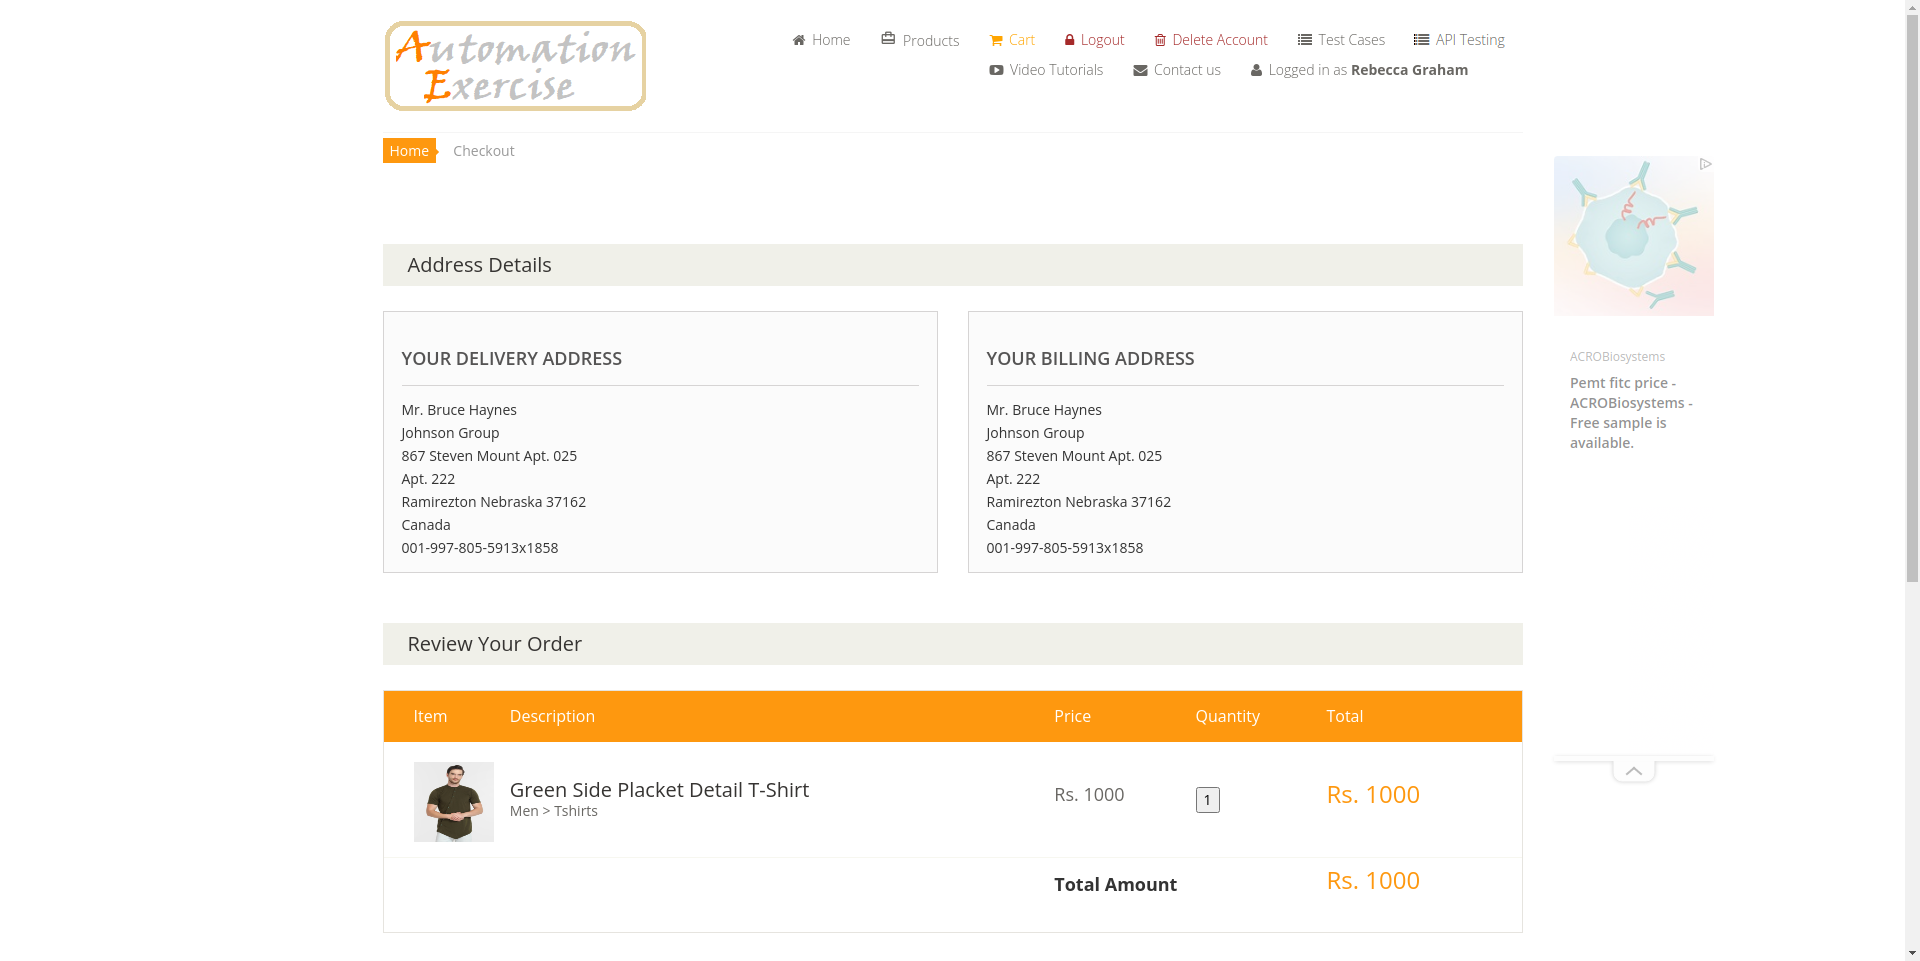 Automation
Exercise
Home
Products
Cart
Logout
Delete Account
Test Cases
API Testing
Video Tutorials
Contact us
Logged in as Rebecca Graham
Home
Checkout
Address Details
YOUR DELIVERY ADDRESS
Mr. Bruce Haynes
Johnson Group
867 Steven Mount Apt. 025
Apt. 222
Ramirezton Nebraska 37162
Canada
001-997-805-5913x1858
YOUR BILLING ADDRESS
Mr. Bruce Haynes
Johnson Group
867 Steven Mount Apt. 025
Apt. 222
Ramirezton Nebraska 37162
Canada
001-997-805-5913x1858
ACROBiosystems
Pemt fitc price -
ACROBiosystems -
Free sample is
available.
Review Your Order
Item Description Price Quantity Total
Green Side Placket Detail T-Shirt
Men > Tshirts
Rs. 1000
1
Rs. 1000
Total Amount
Rs. 1000